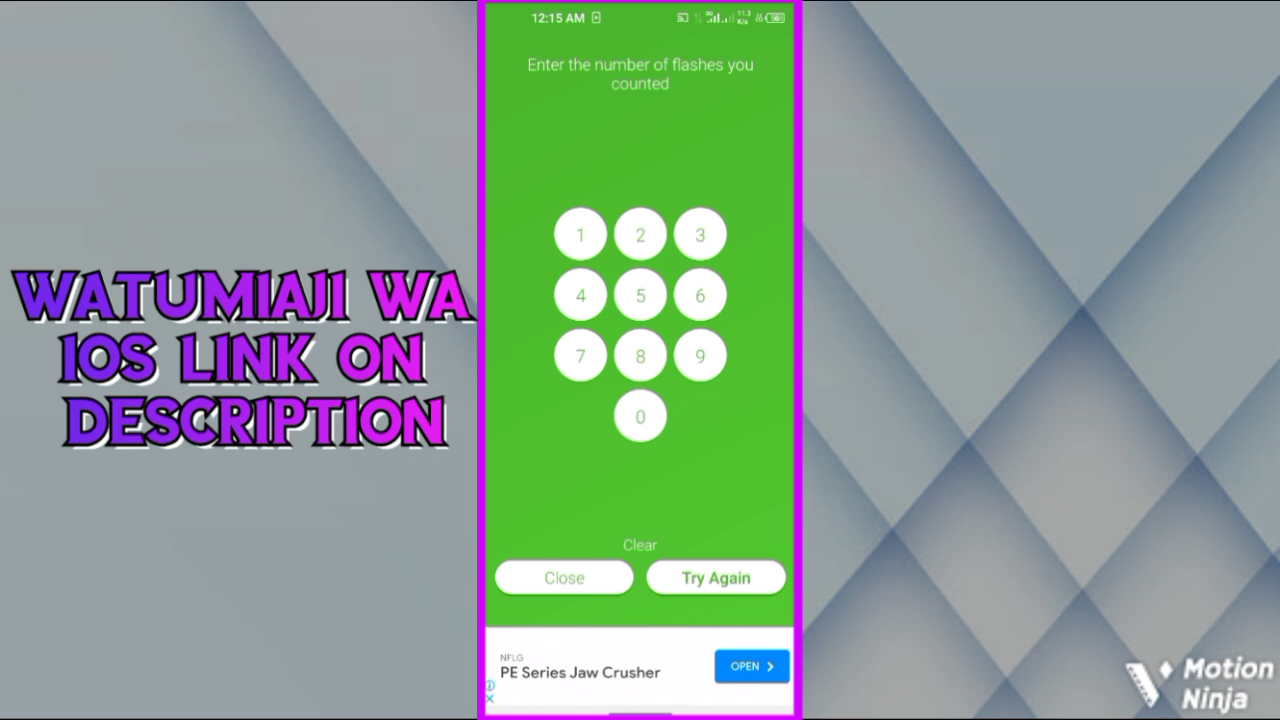 12:15 AM
Enter the number of flashes you
counted
1 2 3
4 5 6
7 8 9
0
Clear
Close Try Again
NFLG
PE Series Jaw Crusher
OPEN
WATUMIAJI WA
IOS LINK ON
DESCRIPTION
Motion
Ninja